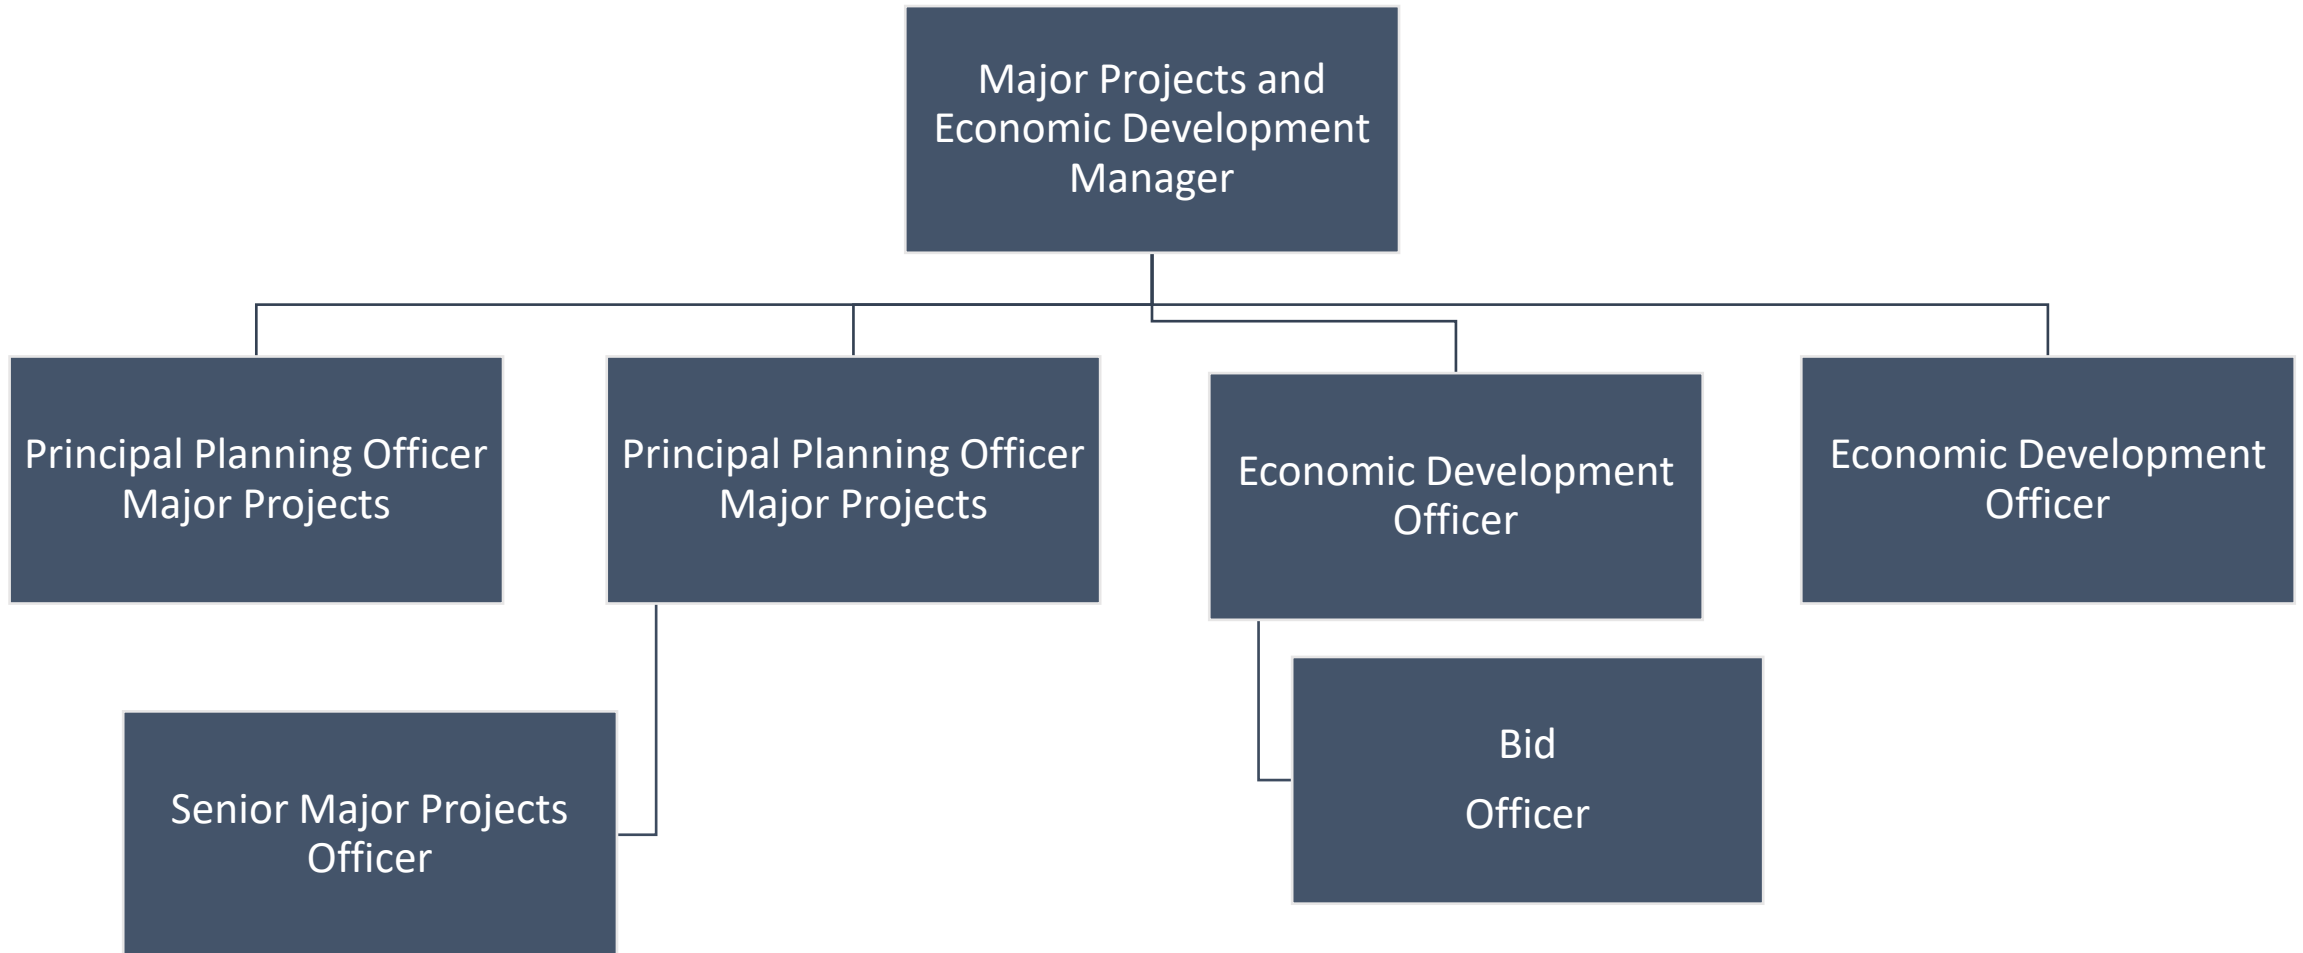 Major Projects and
Economic Development
Manager
Principal Planning Officer
Major Projects
Principal Planning Officer
Major Projects
Economic Development
Officer
Economic Development
Officer
Senior Major Projects
Officer
Bid
Officer